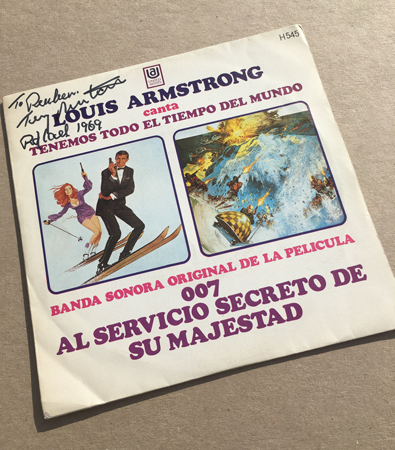 H 545
To Reuben.
1969
LOUIS ARMSTRONG
canta
TENEMOS TODO EL TIEMPO DEL MUNDO
BANDA SONORA ORIGINAL DE LA PELICULA
007
AL SERVICIO SECRETO DE
SU MAJESTAD